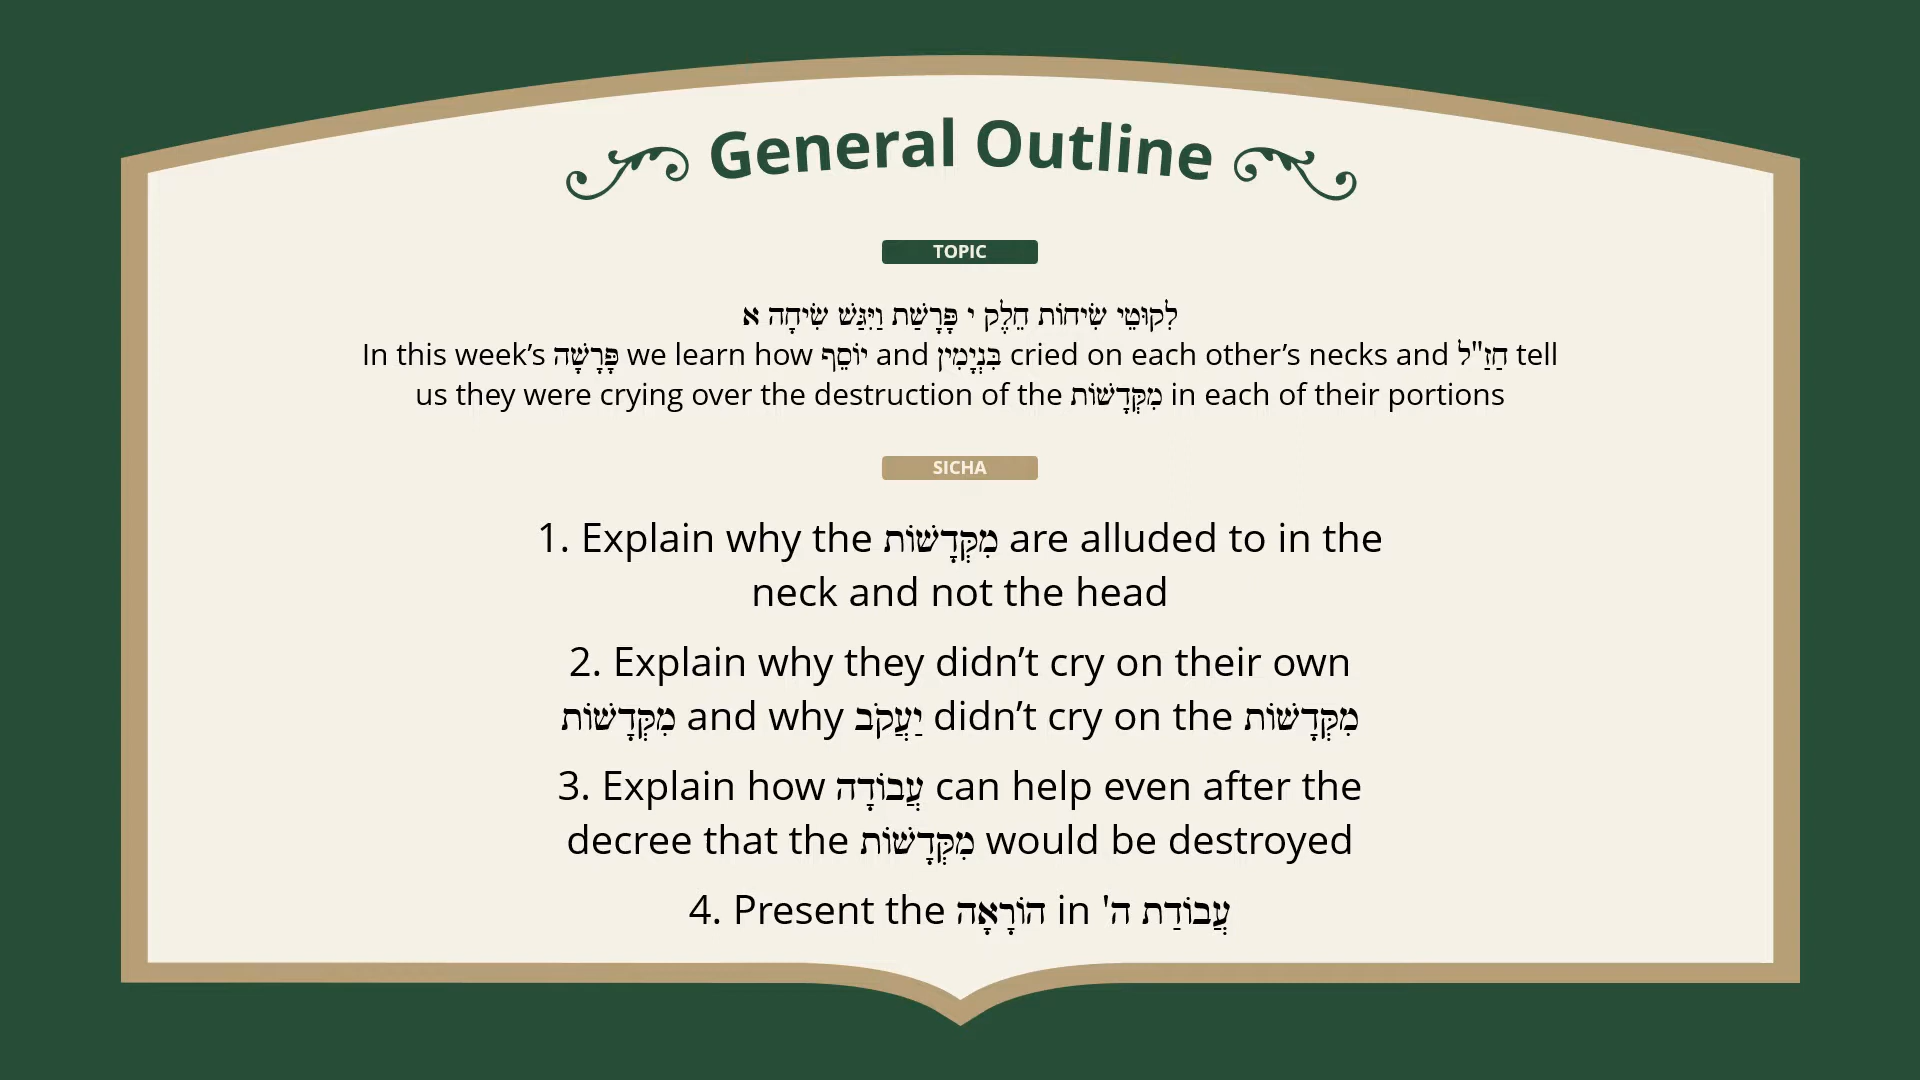 General Outline
TOPIC
לִקוּטֵי שִׂיחוֹת חֵלֶק י פָּרָשַׁת וַיִּגַּשׁ שִׂיחָה א
In this week’s פָּרָשָׁה we learn how יוֹסֵף and בִּנְיָמִין cried on each other’s necks and חַזַ"ל tell
us they were crying over the destruction of the מִקְדָשׁוֹת in each of their portions
SICHA
1. Explain why the מִקְדָשׁוֹת are alluded to in the
neck and not the head
2. Explain why they didn’t cry on their own
מִקְדָשׁוֹת and why יַעֲקֹב didn’t cry on the מִקְדָשׁוֹת
3. Explain how עֲבוֹדָה can help even after the
decree that the מִקְדָשׁוֹת would be destroyed
4. Present the הוֹרָאָה in עֲבוֹדַת ה'